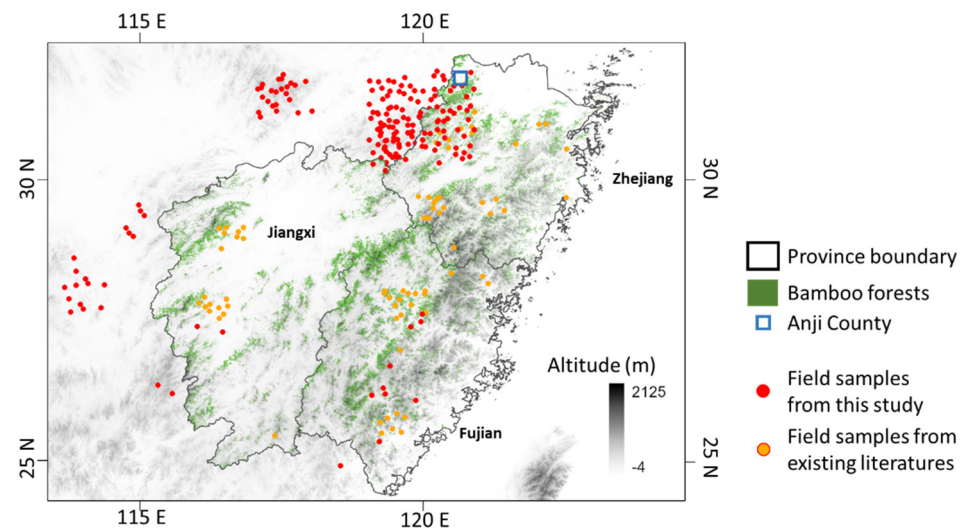 115 E
120 E
30 N
30 N
Zhejiang
Jiangxi
Province boundary
Bamboo forests
Anji County
Altitude (m)
2125
-4
Field samples
from this study
Field samples from
existing literatures
Fujian
25 N
25 N
115 E
120 E